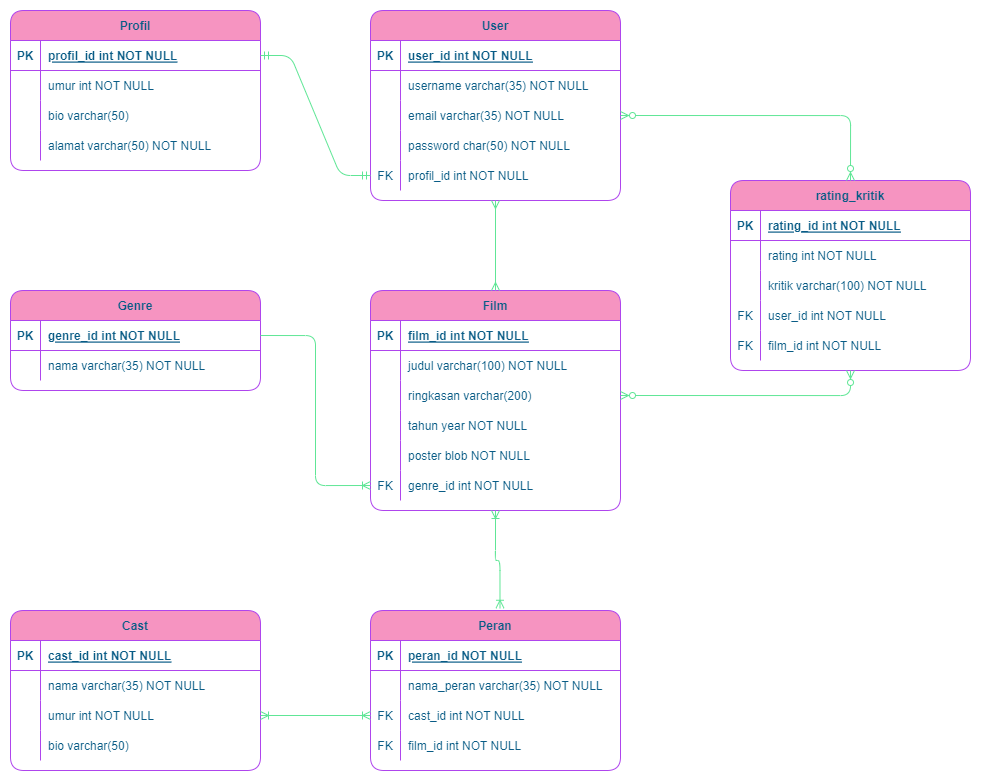 Profil
PK profil_id int NOT NULL
umur int NOT NULL
bio varchar(50)
alamat varchar(50) NOT NULL
User
PK user_id int NOT NULL
username varchar(35) NOT NULL
email varchar(35) NOT NULL
password char(50) NOT NULL
FK profil_id int NOT NULL
rating_kritik
PK rating_id int NOT NULL
rating int NOT NULL
kritik varchar(100) NOT NULL
FK user_id int NOT NULL
FK film_id int NOT NULL
Genre
PK genre_id int NOT NULL
nama varchar(35) NOT NULL
Film
PK film_id int NOT NULL
judul varchar(100) NOT NULL
ringkasan varchar(200)
tahun year NOT NULL
poster blob NOT NULL
FK genre_id int NOT NULL
Cast
PK cast_id int NOT NULL
nama varchar(35) NOT NULL
umur int NOT NULL
bio varchar(50)
Peran
PK peran_id NOT NULL
nama_peran varchar(35) NOT NULL
FK cast_id int NOT NULL
FK film_id int NOT NULL